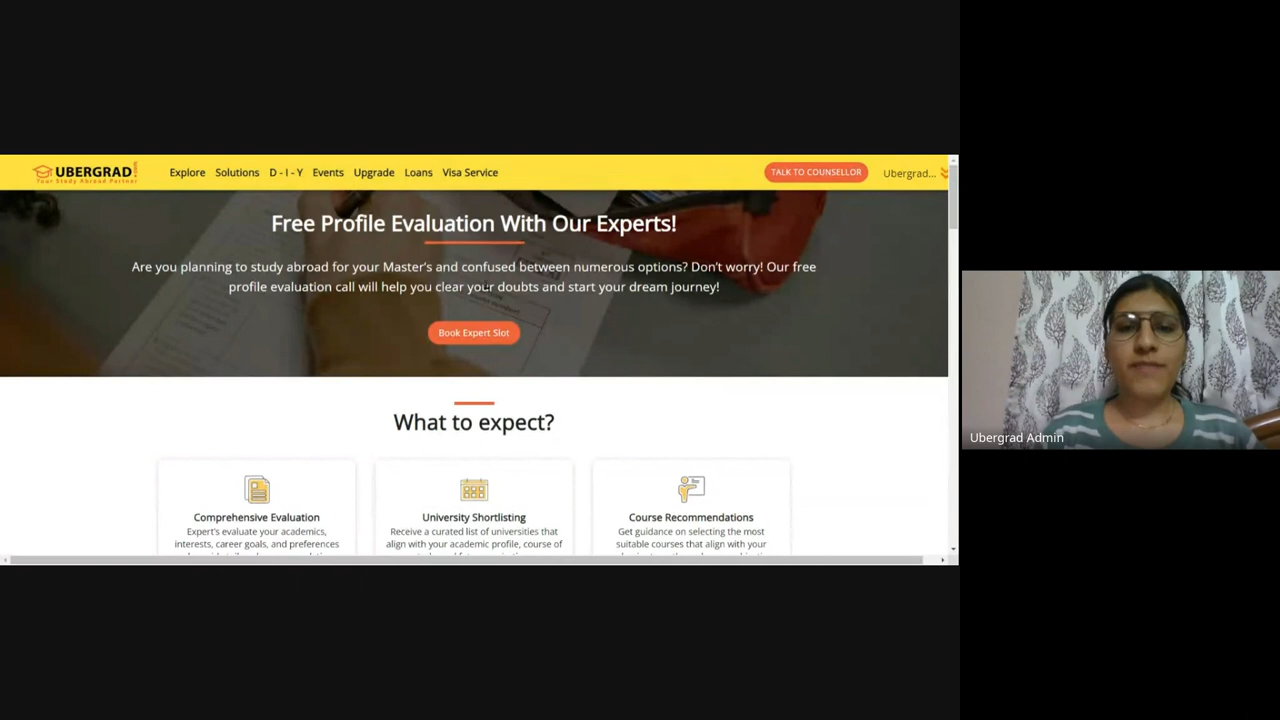 UBERGRAD.com
Your Study Abroad Partner
Explore Solutions D - I - Y Events Upgrade Loans Visa Service
TALK TO COUNSELLOR
Ubergrad...
Free Profile Evaluation With Our Experts!
Are you planning to study abroad for your Master's and confused between numerous options? Don't worry! Our free
profile evaluation call will help you clear your doubts and start your dream journey!
Book Expert Slot
What to expect?
Comprehensive Evaluation
Expert's evaluate your academics,
interests, career goals, and preferences
University Shortlisting
Receive a curated list of universities that
align with your academic profile, course of
Course Recommendations
Get guidance on selecting the most
suitable courses that align with your
Ubergrad Admin